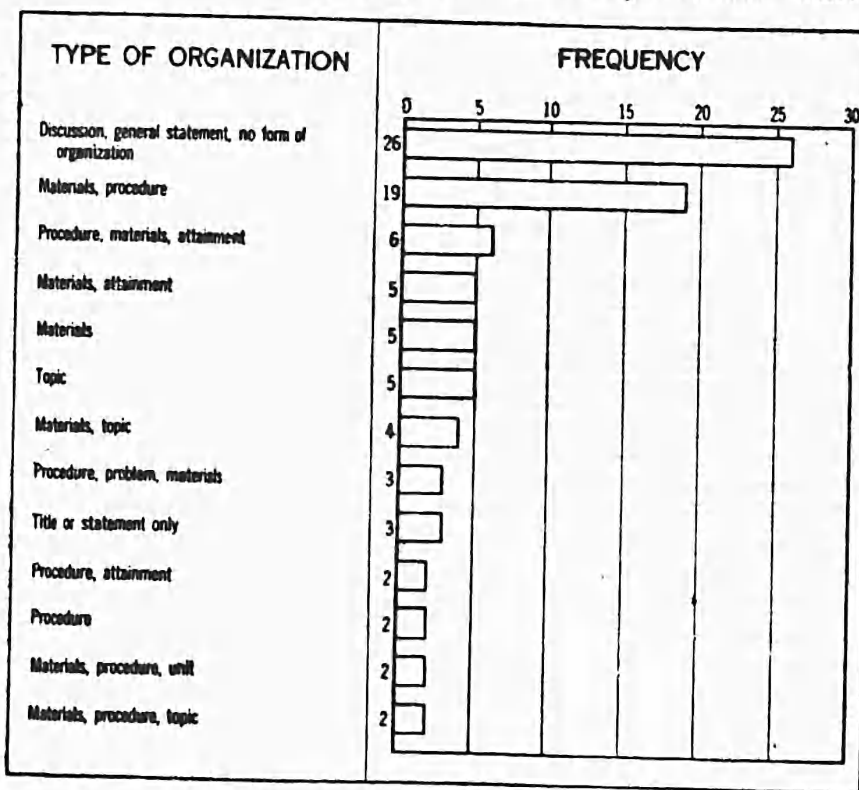 TYPE OF ORGANIZATION
FREQUENCY
0 5 10 15 20 25 30
Discussion, general statement, no form of
organization
26
Materials, procedure
19
Procedure, materials, attainment
6
Materials, attainment
5
Materials
5
Topic
5
Materials, topic
4
Procedure, problem, materials
3
Title or statement only
3
Procedure, attainment
2
Procedure
2
Materials, procedure, unit
2
Materials, procedure, topic
2